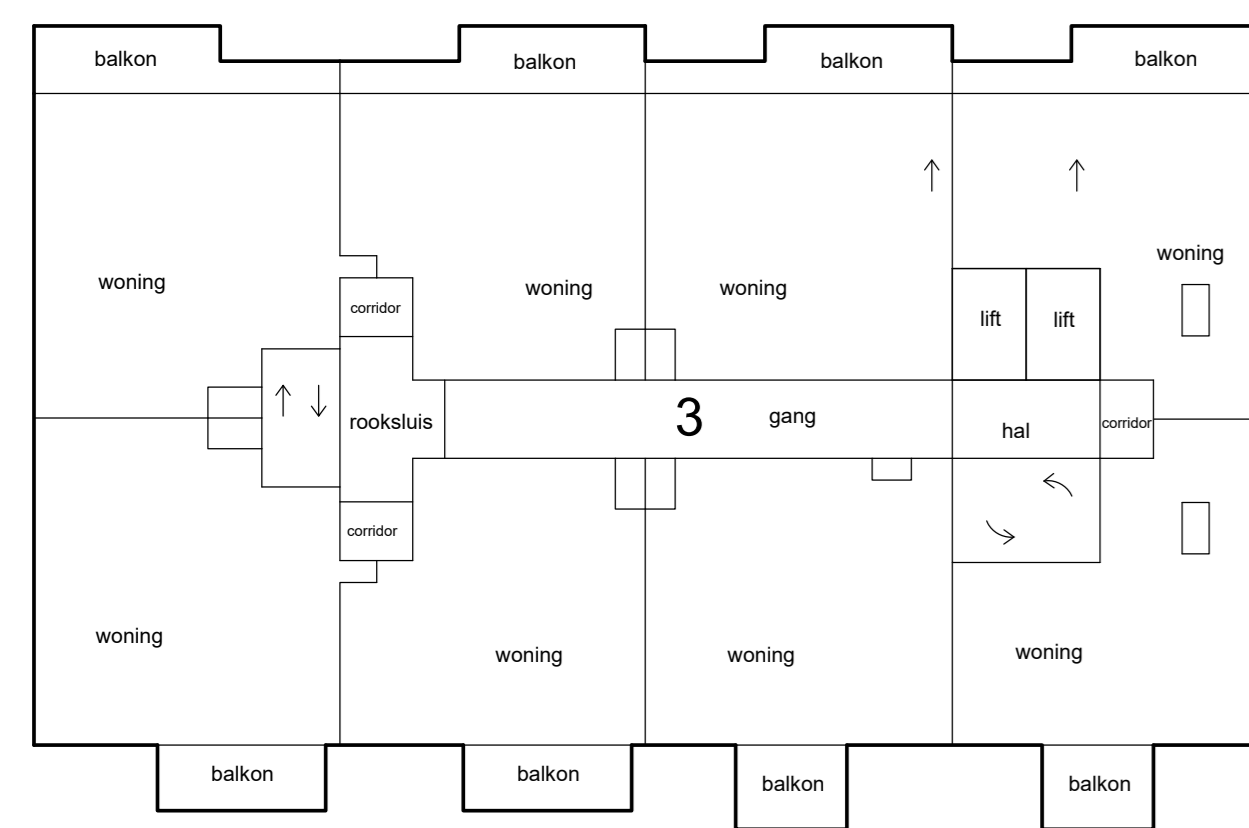 balkon
balkon
balkon
balkon
woning
woning
woning
woning
corridor
lift
lift
rooksluis
3
gang
hal
corridor
corridor
woning
woning
woning
woning
balkon
balkon
balkon
balkon